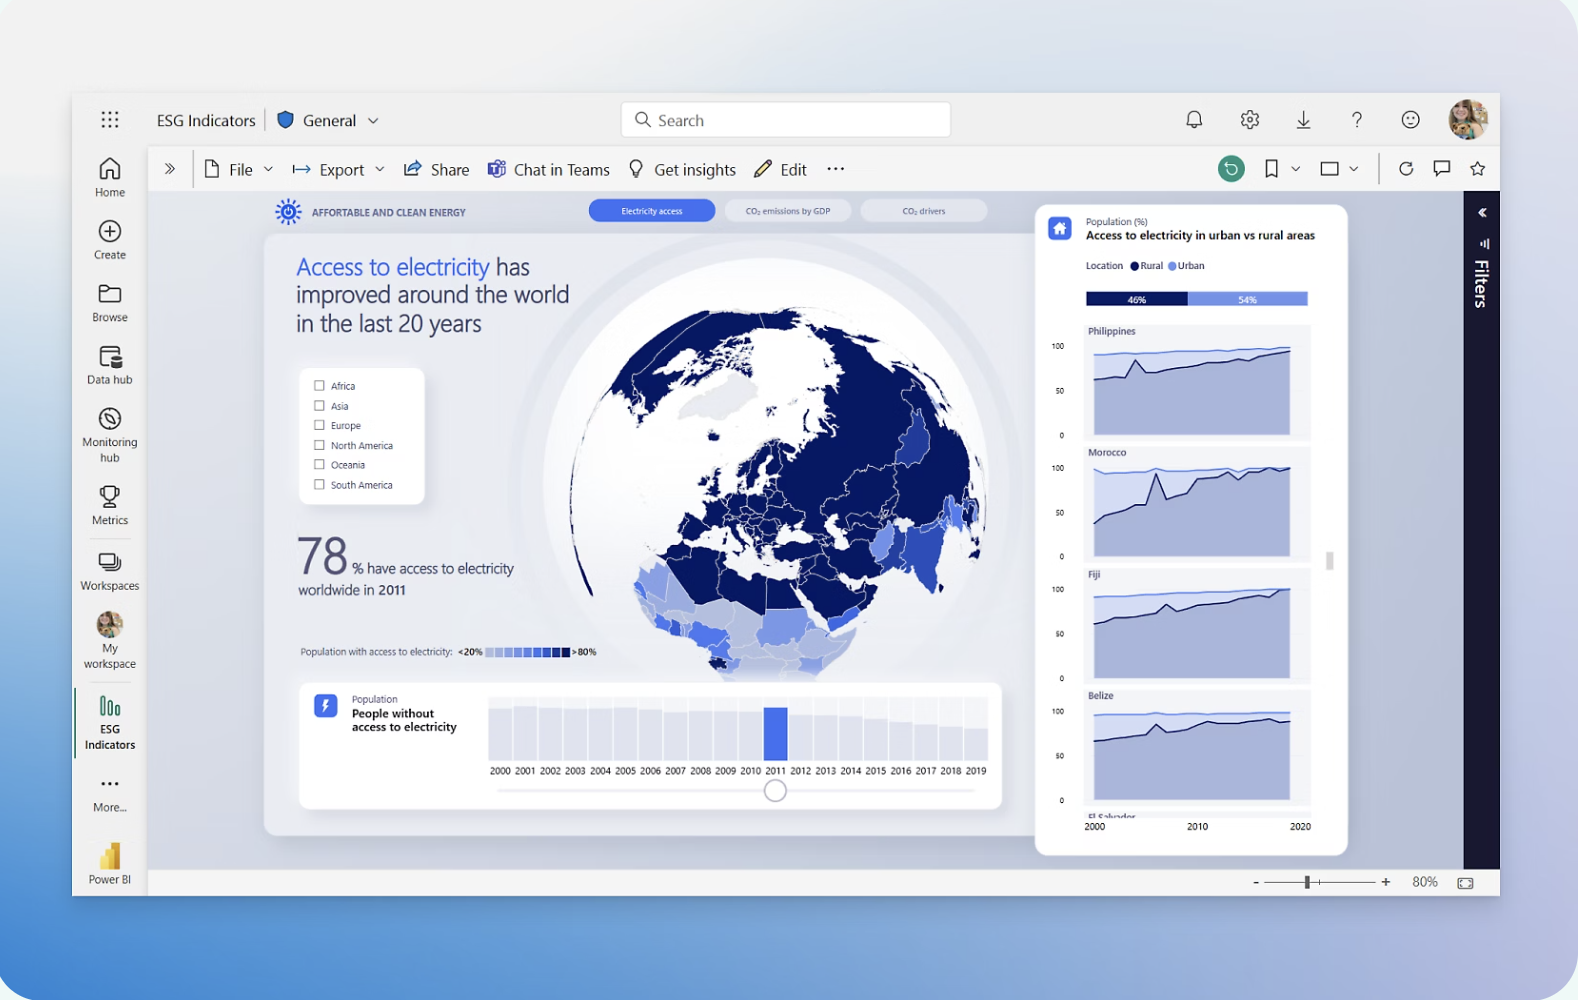 ESG Indicators
General
Search
Home
Create
Browse
Data hub
Monitoring
hub
Metrics
Workspaces
My
workspace
ESG
Indicators
More...
Power BI
File
Export
Share
Chat in Teams
Get insights
Edit
AFFORTABLE AND CLEAN ENERGY
Electricity access
CO₂ emissions by GDP
CO₂ drivers
Access to electricity has
improved around the world
in the last 20 years
Africa
Asia
Europe
North America
Oceania
South America
78 % have access to electricity
worldwide in 2011
Population with access to electricity: <20% >80%
Population
People without
access to electricity
2000 2001 2002 2003 2004 2005 2006 2007 2008 2009 2010 2011 2012 2013 2014 2015 2016 2017 2018 2019
Population (%)
Access to electricity in urban vs rural areas
Location Rural Urban
46% 54%
Philippines
100
50
0
Morocco
100
50
0
Fiji
100
50
0
Belize
100
50
0
El Salvador
2000 2010 2020
Filters
- + 80%